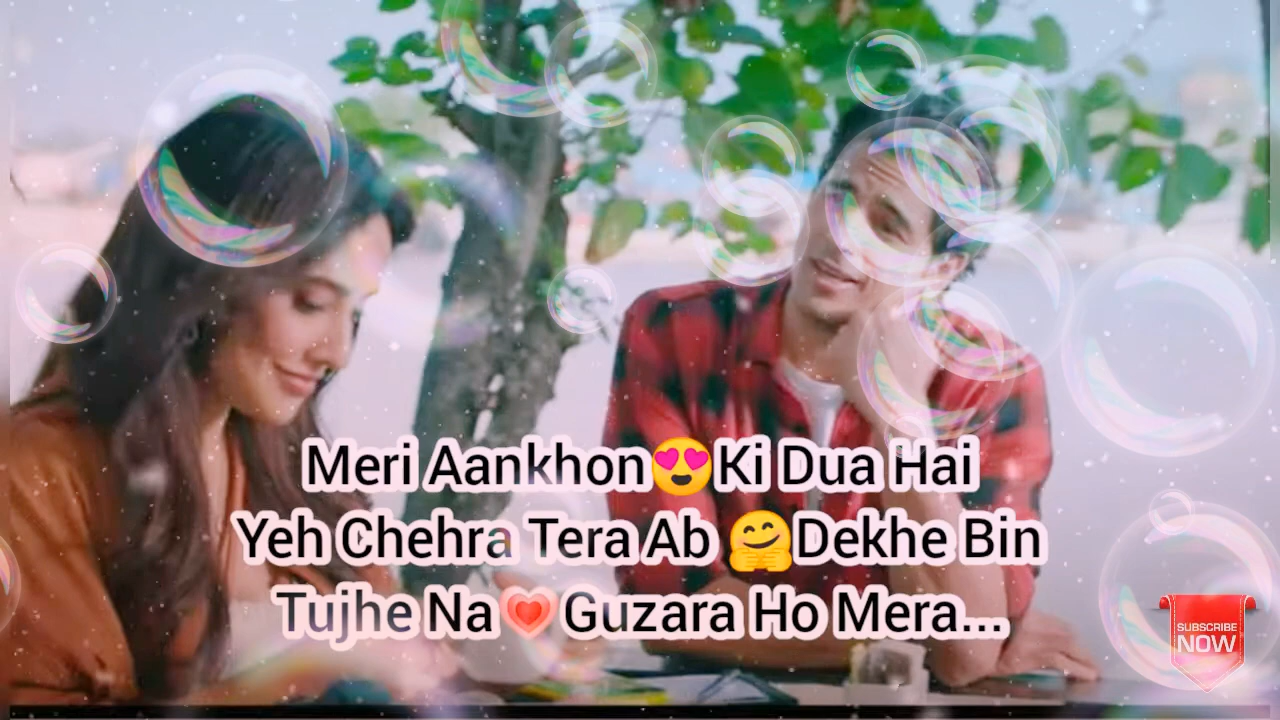 Meri Aankhon😍Ki Dua Hai
Yeh Chehra Tera Ab 🤗Dekhe Bin
Tujhe Na💗Guzara Ho Mera...
SUBSCRIBE
NOW